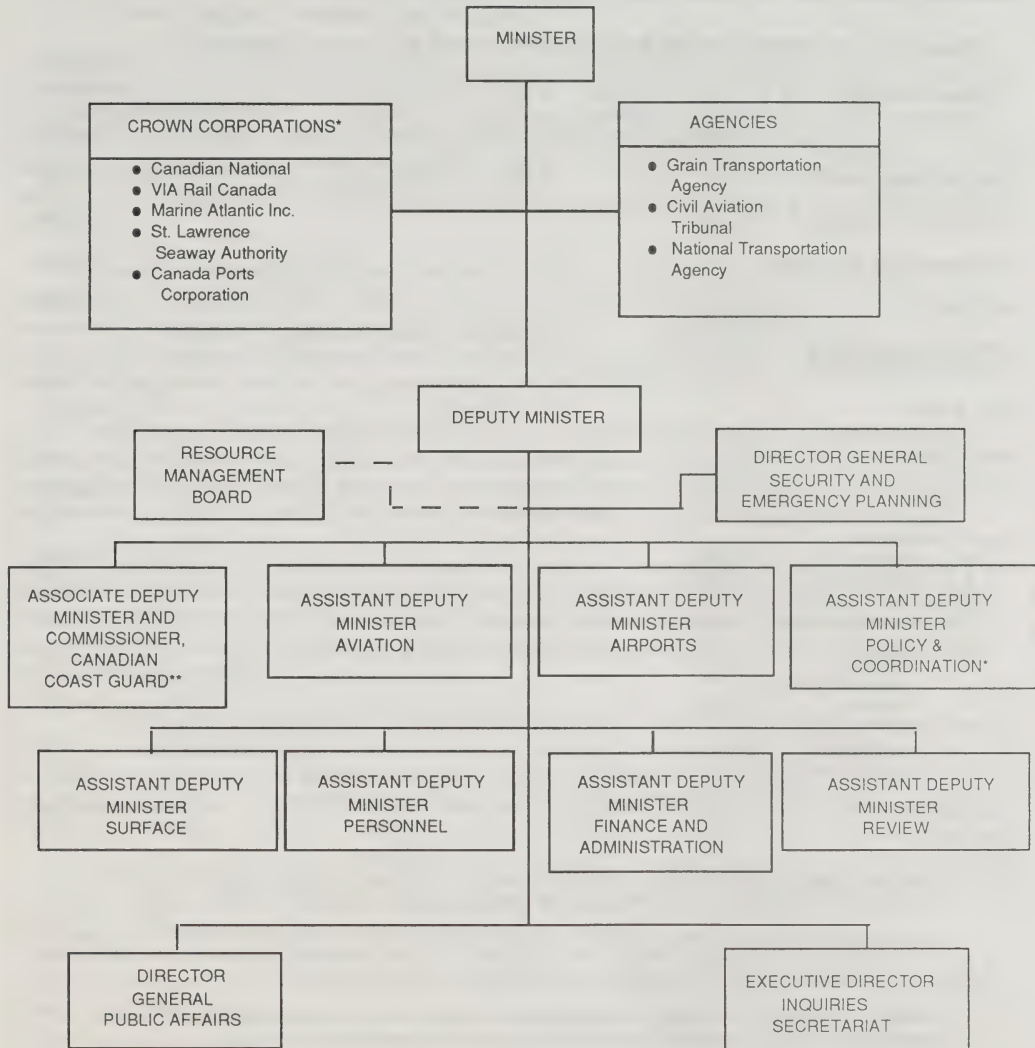 MINISTER
CROWN CORPORATIONS*
● Canadian National
● VIA Rail Canada
● Marine Atlantic Inc.
● St. Lawrence
Seaway Authority
● Canada Ports
Corporation
AGENCIES
● Grain Transportation
Agency
● Civil Aviation
Tribunal
● National Transportation
Agency
DEPUTY MINISTER
RESOURCE
MANAGEMENT
BOARD
DIRECTOR GENERAL
SECURITY AND
EMERGENCY PLANNING
ASSOCIATE DEPUTY
MINISTER AND
COMMISSIONER,
CANADIAN
COAST GUARD**
ASSISTANT DEPUTY
MINISTER
AVIATION
ASSISTANT DEPUTY
MINISTER
AIRPORTS
ASSISTANT DEPUTY
MINISTER
POLICY &
COORDINATION*
ASSISTANT DEPUTY
MINISTER
SURFACE
ASSISTANT DEPUTY
MINISTER
PERSONNEL
ASSISTANT DEPUTY
MINISTER
FINANCE AND
ADMINISTRATION
ASSISTANT DEPUTY
MINISTER
REVIEW
DIRECTOR
GENERAL
PUBLIC AFFAIRS
EXECUTIVE DIRECTOR
INQUIRIES
SECRETARIAT